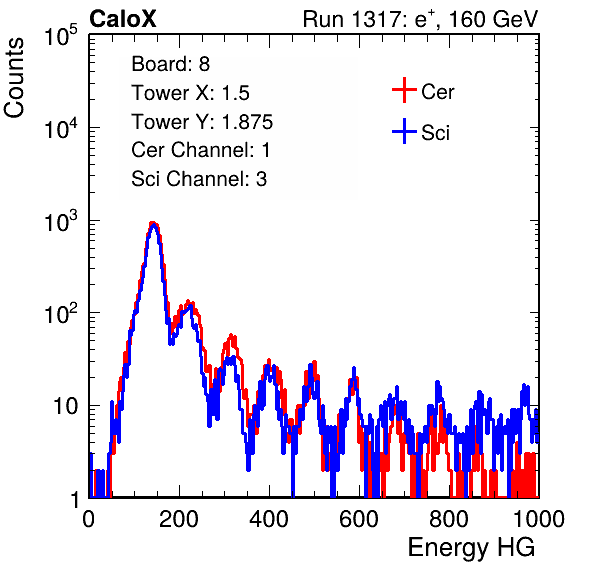 CaloX Run 1317: e⁺, 160 GeV
Counts
10⁵
10⁴
10³
10²
10
1
Board: 8
Tower X: 1.5
Tower Y: 1.875
Cer Channel: 1
Sci Channel: 3
Cer
Sci
0 200 400 600 800 1000
Energy HG